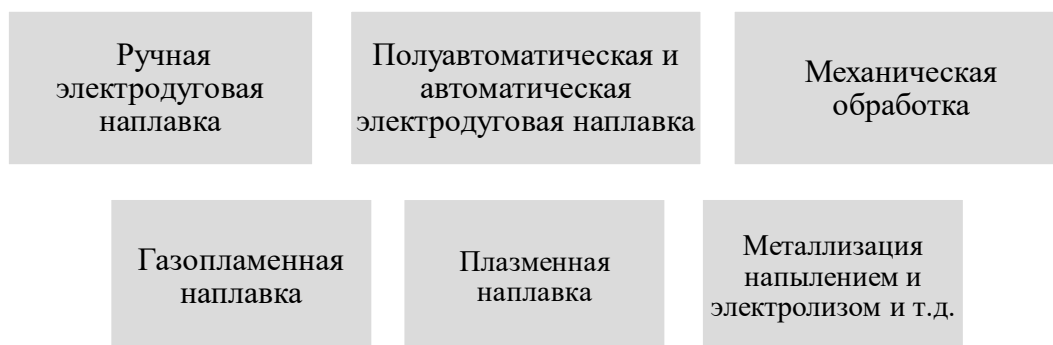 Ручная
электродуговая
наплавка
Полуавтоматическая и
автоматическая
электродуговая наплавка
Механическая
обработка
Газопламенная
наплавка
Плазменная
наплавка
Металлизация
напылением и
электролизом и т.д.